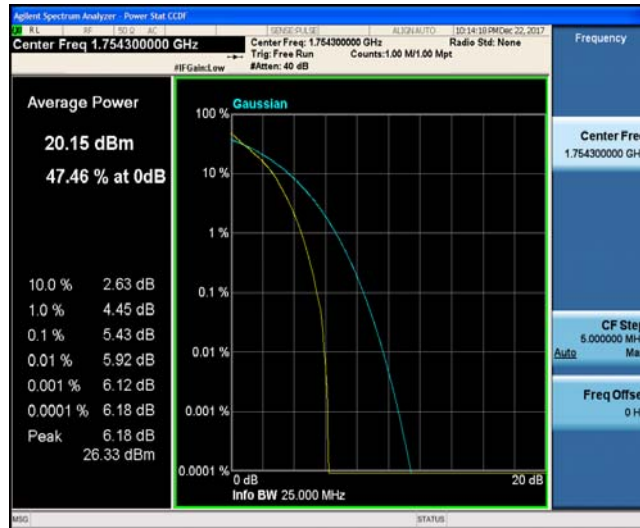 Agilent Spectrum Analyzer - Power Stat CCDF
RL RF 50 Ω AC SENSE:PULSE ALIGN AUTO 10:14:18 PM Dec 22, 2017
Center Freq 1.754300000 GHz
Center Freq: 1.754300000 GHz Radio Std: None
Trig: Free Run Counts:1.00 M/1.00 Mpt
#IFGain:Low #Atten: 40 dB
Frequency
Average Power
20.15 dBm
47.46 % at 0dB
10.0 % 2.63 dB
1.0 % 4.45 dB
0.1 % 5.43 dB
0.01 % 5.92 dB
0.001 % 6.12 dB
0.0001 % 6.18 dB
Peak 6.18 dB
26.33 dBm
Gaussian
100 %
10 %
1 %
0.1 %
0.01 %
0.001 %
0.0001 %
0 dB 20 dB
Info BW 25.000 MHz
Center Fre
1.754300000 GH
CF Step
5.000000 MH
Auto Ma
Freq Offse
0 H
MSG STATUS